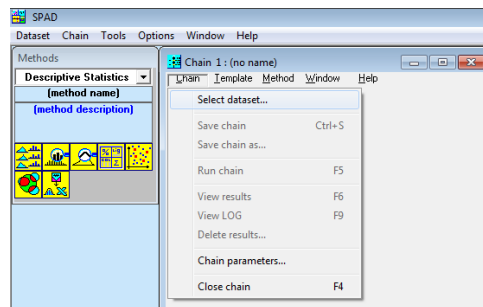 SPAD
Dataset Chain Tools Options Window Help
Methods
Descriptive Statistics
(method name)
(method description)
Chain 1 : (no name)
Chain Template Method Window Help
Select dataset...
Save chain Ctrl+S
Save chain as...
Run chain F5
View results F6
View LOG F9
Delete results...
Chain parameters...
Close chain F4